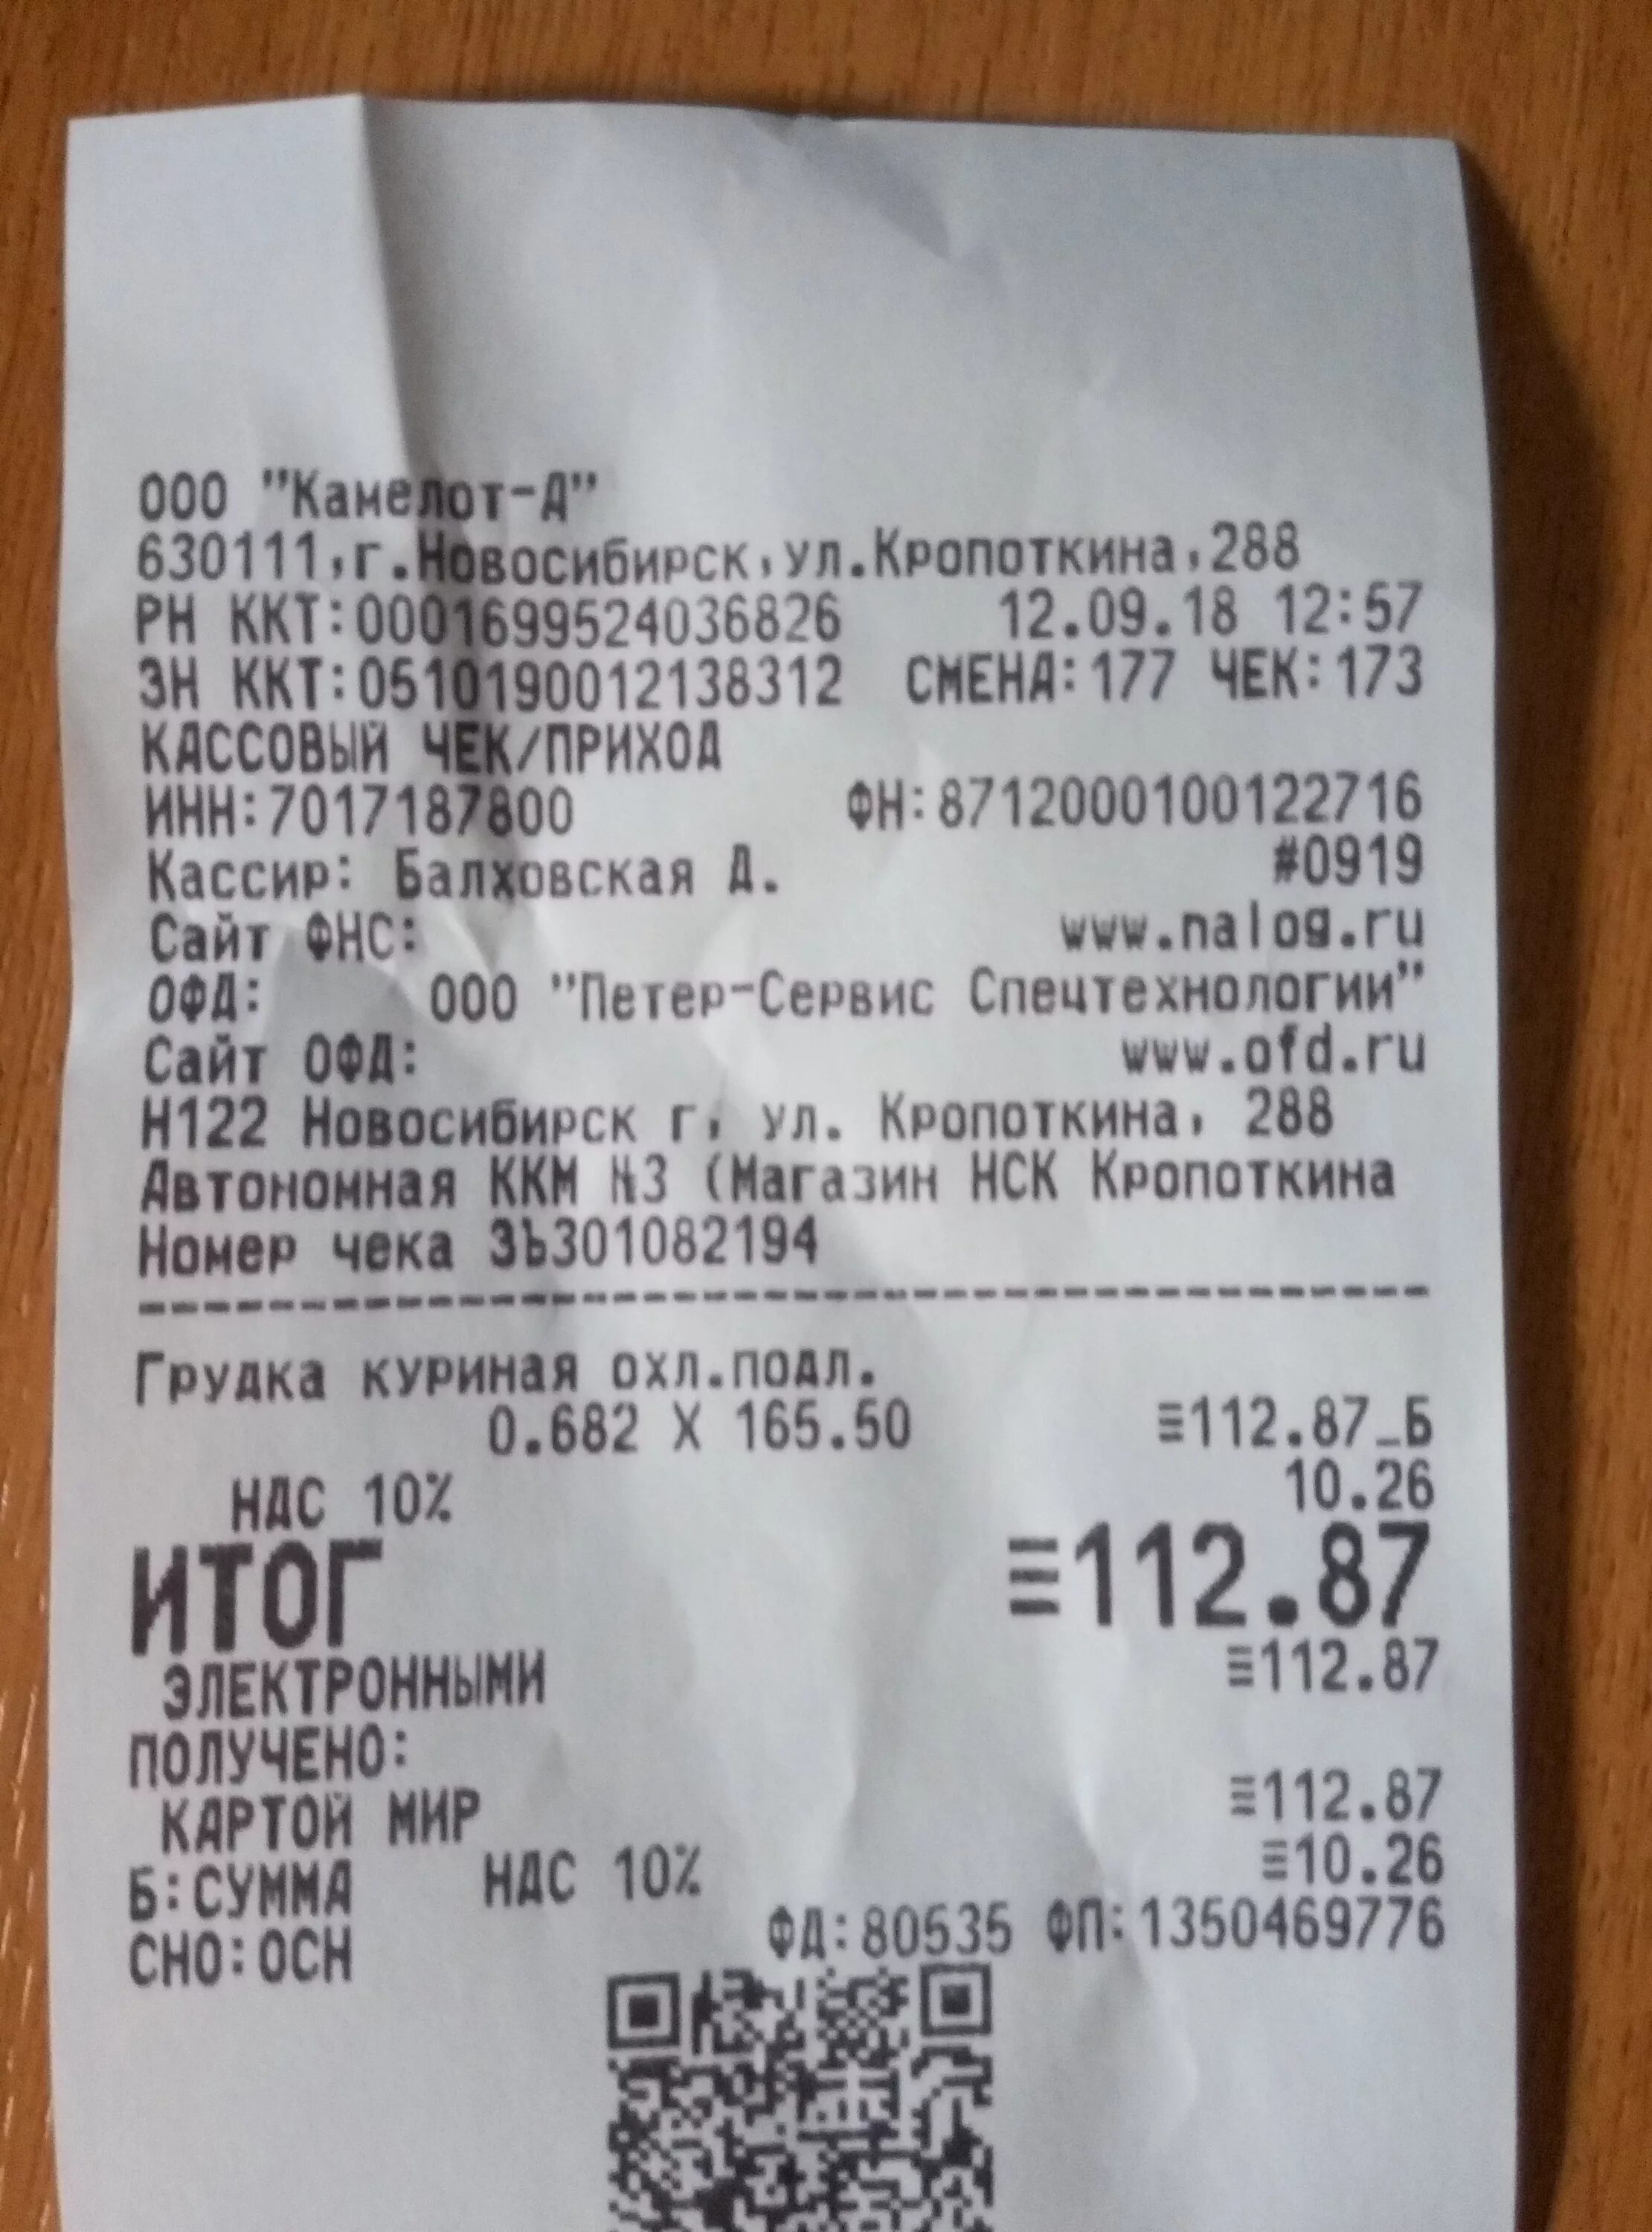 ООО "Камелот-А"
630111,г.Новосибирск,ул.Кропоткина,288
РН ККТ:0001699524036826 12.09.18 12:57
ЗН ККТ:0510190012138312 СМЕНА:177 ЧЕК:173
КАССОВЫЙ ЧЕК/ПРИХОД
ИНН:7017187800 ФН:8712000100122716
Кассир: Балховская Д. #0919
Сайт ФНС: www.nalog.ru
ОФД: ООО "Петер-Сервис Спецтехнологии"
Сайт ОФД: www.ofd.ru
Н122 Новосибирск г, ул. Кропоткина, 288
Автономная ККМ №3 (Магазин НСК Кропоткина
Номер чека ЗЬ301082194
Грудка куриная охл.подл.
0.682 X 165.50 ≡112.87_Б
НДС 10% 10.26
ИТОГ ≡112.87
ЭЛЕКТРОННЫМИ ≡112.87
ПОЛУЧЕНО:
КАРТОЙ МИР ≡112.87
Б:СУММА НДС 10% ≡10.26
СНО:ОСН ФД:80535 ФП:1350469776